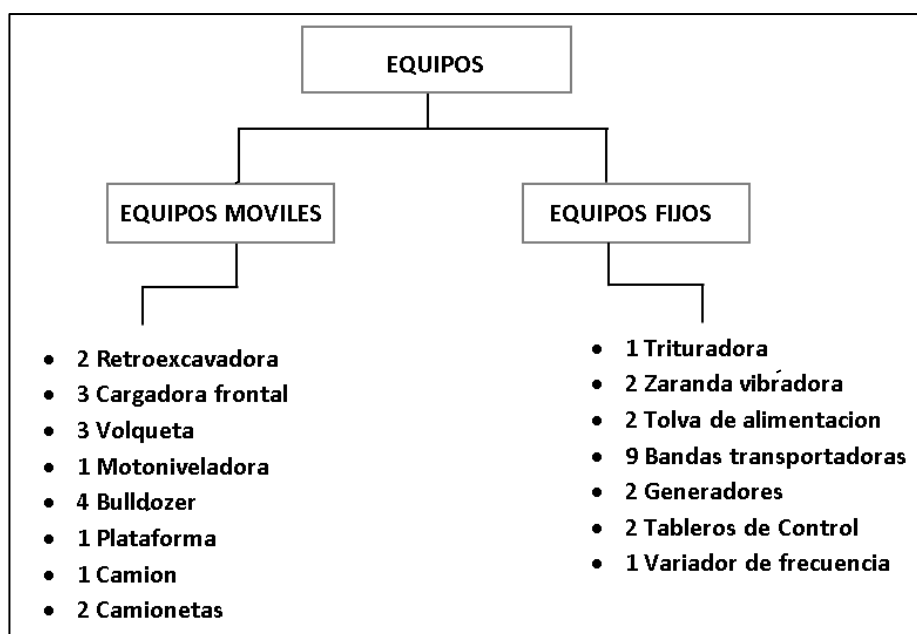 EQUIPOS
EQUIPOS MOVILES
EQUIPOS FIJOS
• 2 Retroexcavadora
• 3 Cargadora frontal
• 3 Volqueta
• 1 Motoniveladora
• 4 Bulldozer
• 1 Plataforma
• 1 Camion
• 2 Camionetas
• 1 Trituradora
• 2 Zaranda vibradora
• 2 Tolva de alimentacion
• 9 Bandas transportadoras
• 2 Generadores
• 2 Tableros de Control
• 1 Variador de frecuencia